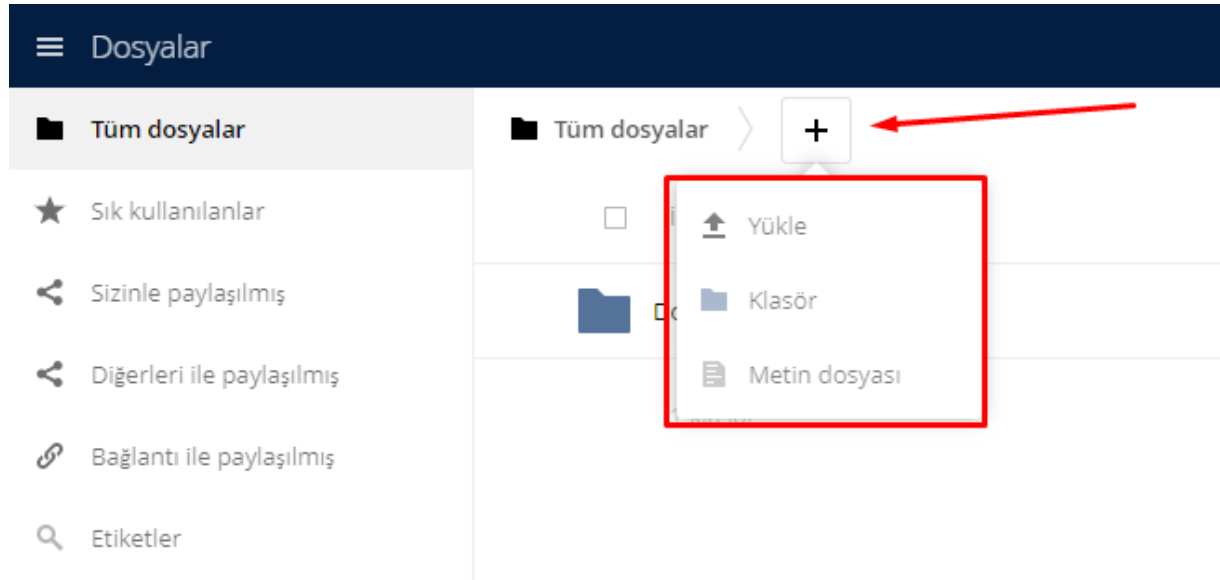 Dosyalar
Tüm dosyalar
Sık kullanılanlar
Sizinle paylaşılmış
Diğerleri ile paylaşılmış
Bağlantı ile paylaşılmış
Etiketler
Tüm dosyalar
+
Yükle
Klasör
Metin dosyası